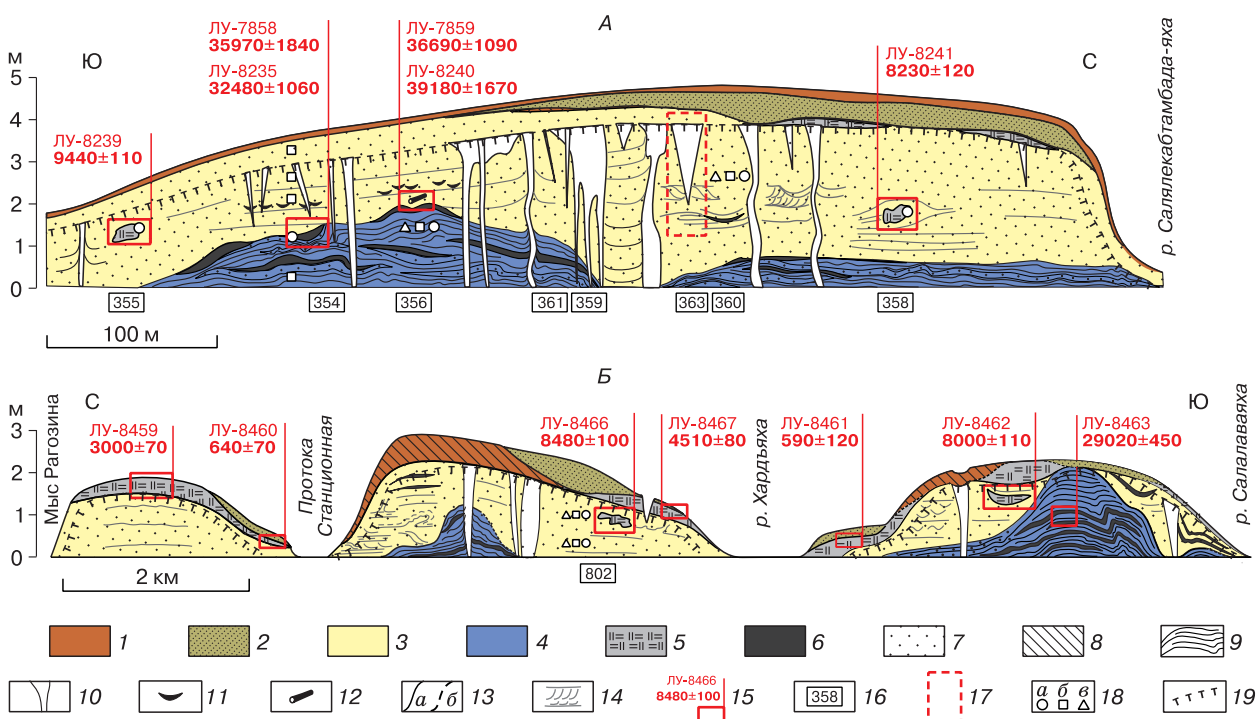 А
м
Ю
С
5
4
3
2
1
0
ЛУ-8239
9440±110
ЛУ-7858
35970±1840
ЛУ-8235
32480±1060
ЛУ-7859
36690±1090
ЛУ-8240
39180±1670
ЛУ-8241
8230±120
р. Салялекабтамбада-яха
355
354
356
361
359
363
360
358
100 м
Б
м
С
Ю
3
2
1
0
Мыс Рагозина
ЛУ-8459
3000±70
ЛУ-8460
640±70
Протока
Станционная
ЛУ-8466
8480±100
ЛУ-8467
4510±80
р. Хардъяха
ЛУ-8461
590±120
ЛУ-8462
8000±110
ЛУ-8463
29020±450
р. Салалаваяха
802
2 км
1
2
3
4
5
6
7
8
9
10
11
12
а б
13
14
ЛУ-8466
8480±100
15
358
16
17
а б в
18
19